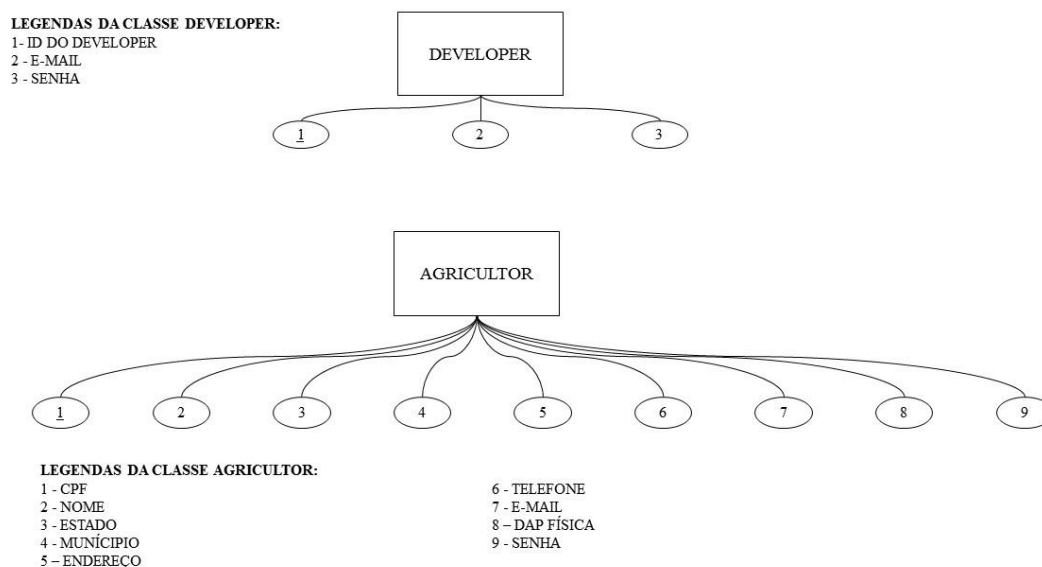 LEGENDAS DA CLASSE DEVELOPER:
1- ID DO DEVELOPER
2 - E-MAIL
3 - SENHA
DEVELOPER
1 2 3
AGRICULTOR
1 2 3 4 5 6 7 8 9
LEGENDAS DA CLASSE AGRICULTOR:
1 - CPF
2 - NOME
3 - ESTADO
4 - MUNÍCIPIO
5 – ENDEREÇO
6 - TELEFONE
7 - E-MAIL
8 – DAP FÍSICA
9 - SENHA